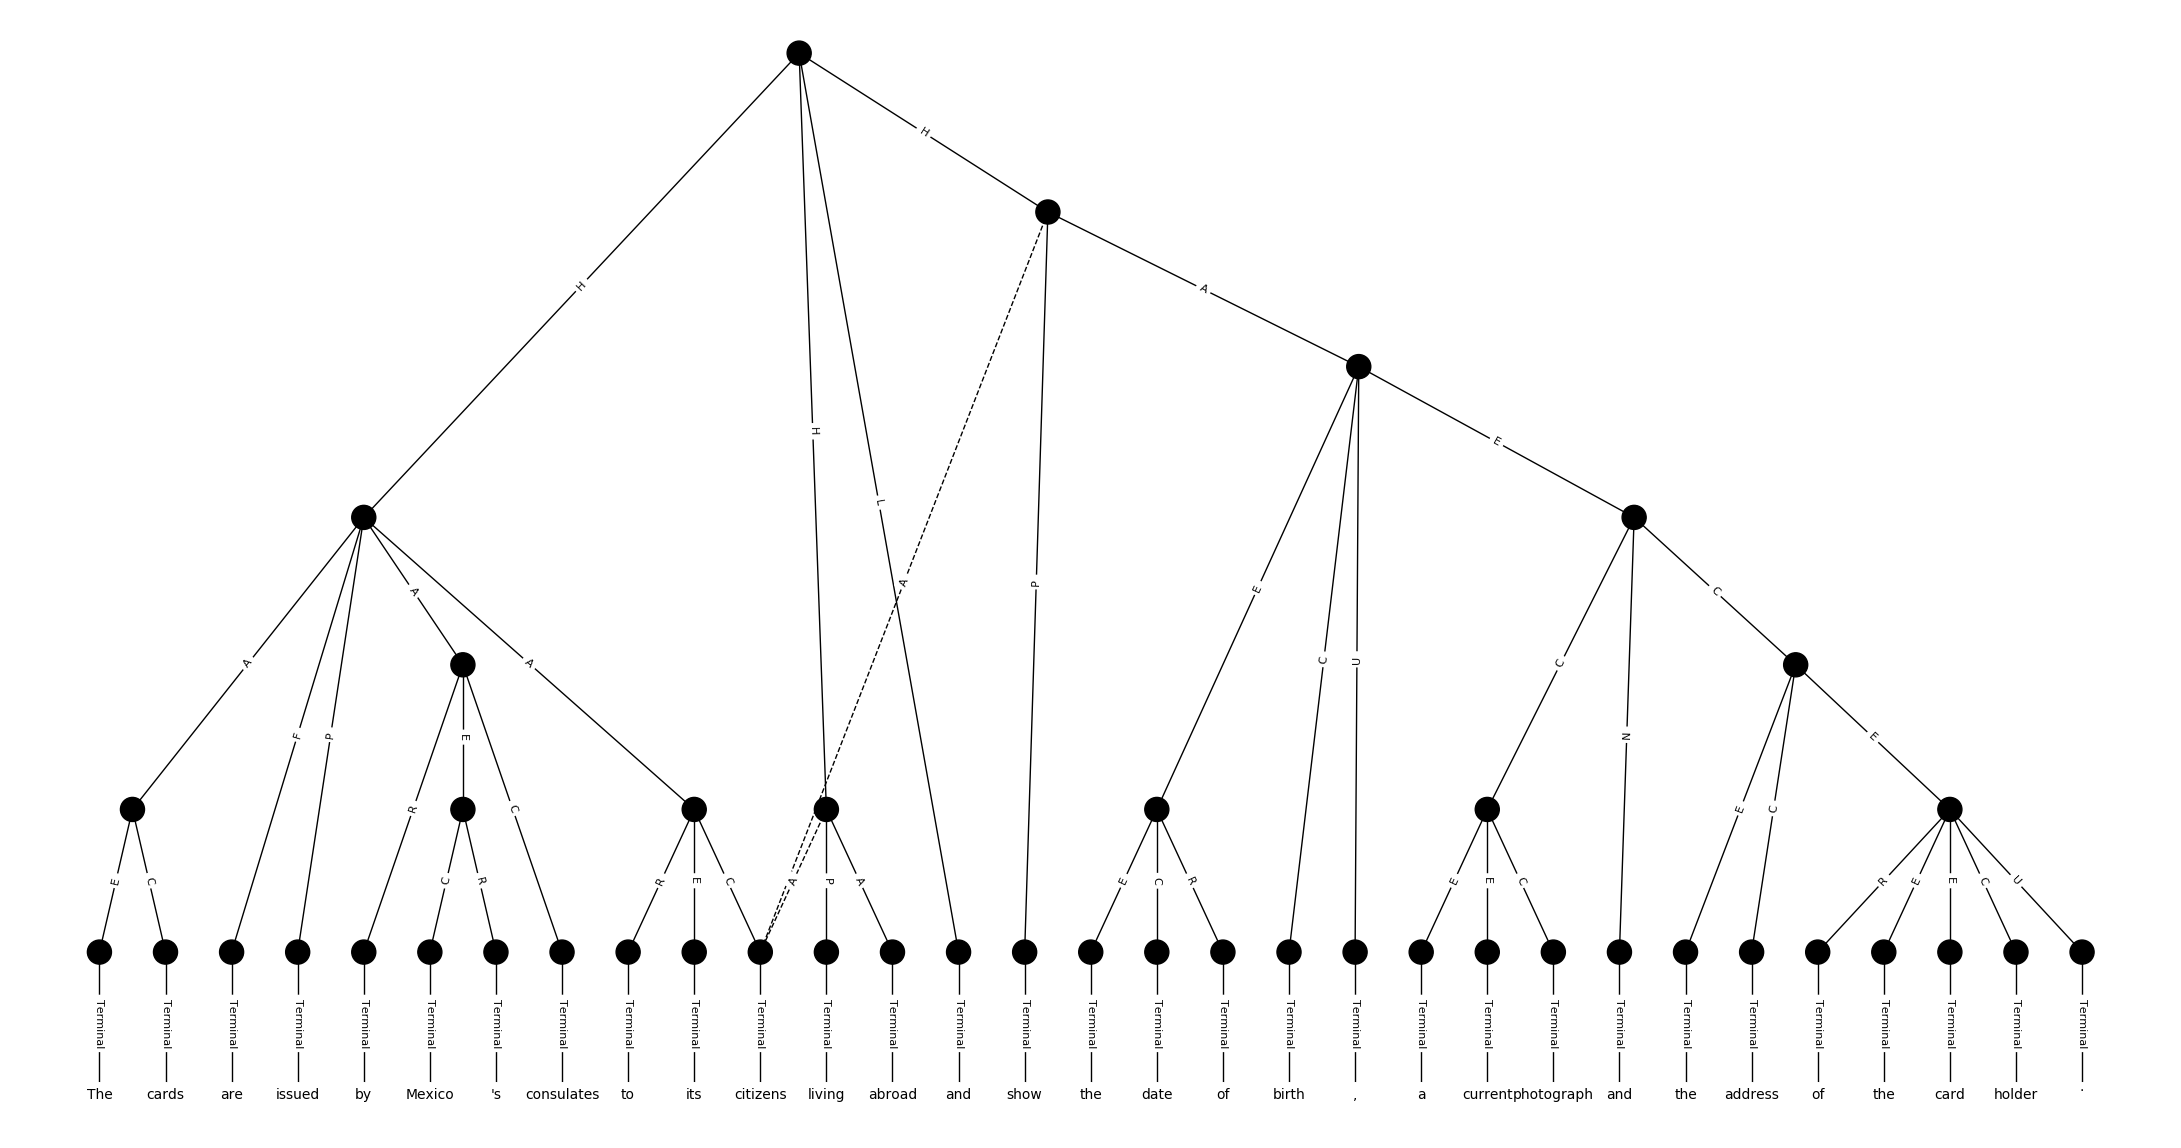 H
H
A
H
E
L
A
P
E
C
U
C
C
A
A
A
F
P
E
N
E
R
C
E
C
E
C
C
R
R
E
C
A
P
A
E
C
R
E
E
C
R
E
E
C
U
Terminal Terminal Terminal Terminal Terminal Terminal Terminal Terminal Terminal Terminal Terminal Terminal Terminal Terminal Terminal Terminal Terminal Terminal Terminal Terminal Terminal Terminal Terminal Terminal Terminal Terminal Terminal Terminal Terminal Terminal Terminal
The cards are issued by Mexico 's consulates to its citizens living abroad and show the date of birth , a current photograph and the address of the card holder .